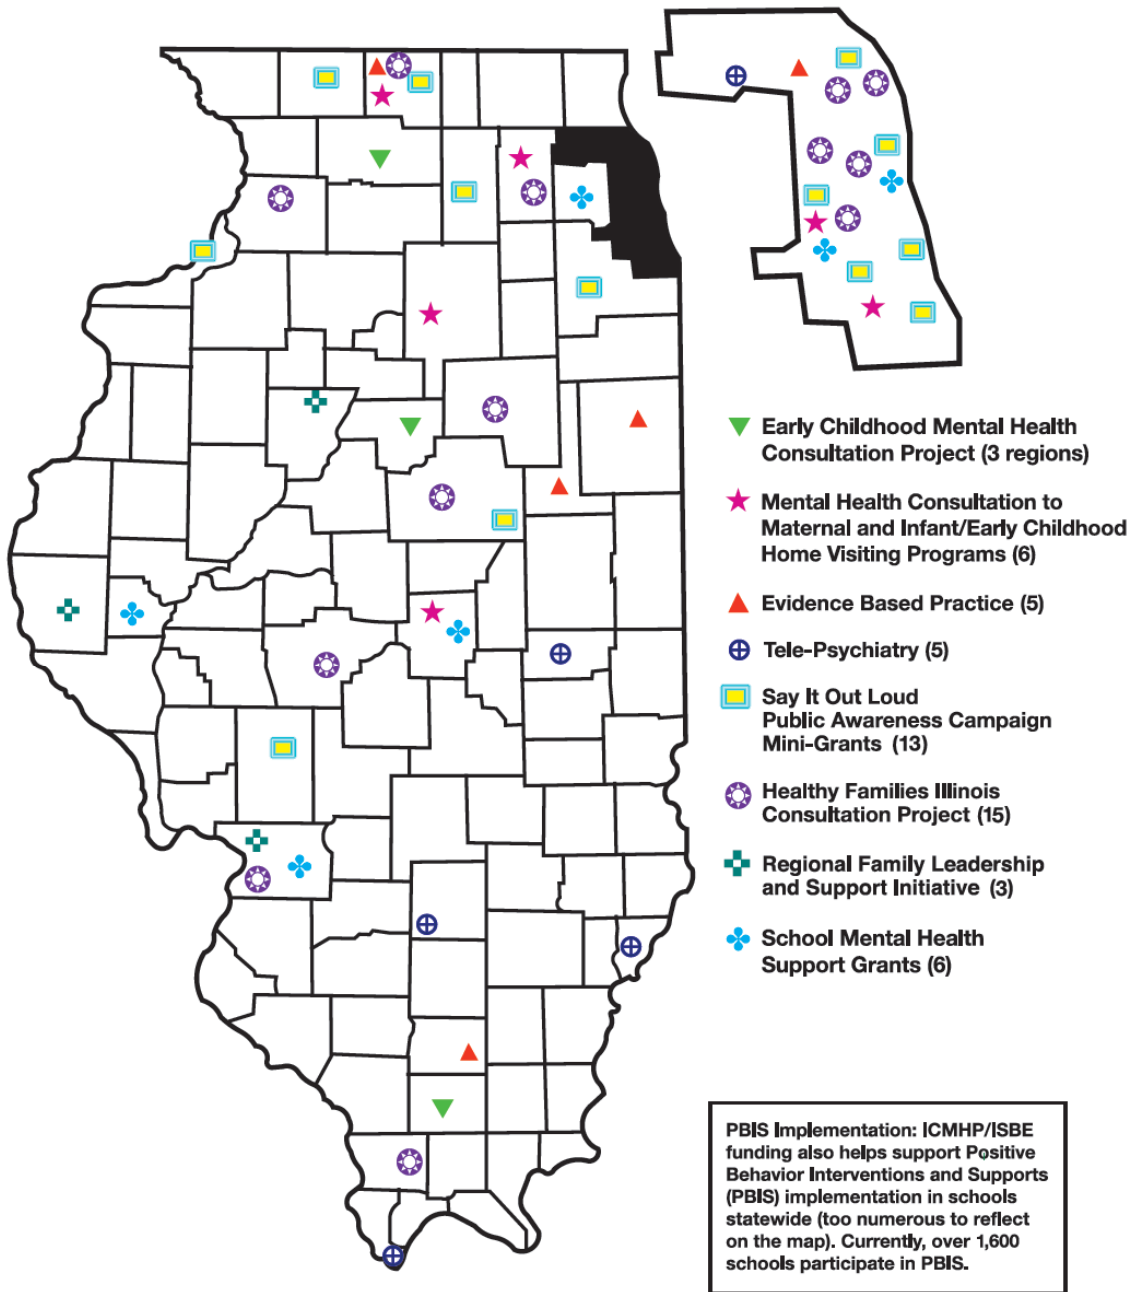 Early Childhood Mental Health
Consultation Project (3 regions)
Mental Health Consultation to
Maternal and Infant/Early Childhood
Home Visiting Programs (6)
Evidence Based Practice (5)
Tele-Psychiatry (5)
Say It Out Loud
Public Awareness Campaign
Mini-Grants (13)
Healthy Families Illinois
Consultation Project (15)
Regional Family Leadership
and Support Initiative (3)
School Mental Health
Support Grants (6)
PBIS Implementation: ICMHP/ISBE
funding also helps support Positive
Behavior Interventions and Supports
(PBIS) implementation in schools
statewide (too numerous to reflect
on the map). Currently, over 1,600
schools participate in PBIS.